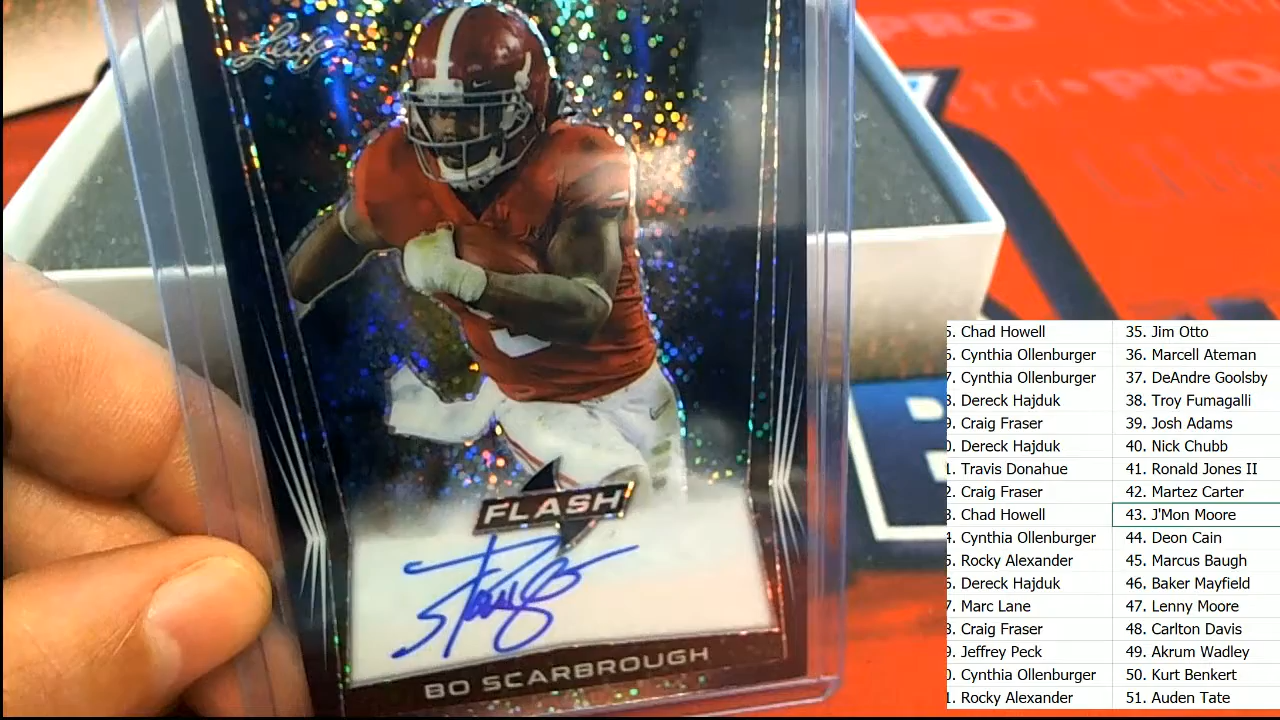 Leaf
PRO
Ultra•PRO
FLASH
BO SCARBROUGH
5. Chad Howell 35. Jim Otto
6. Cynthia Ollenburger 36. Marcell Ateman
7. Cynthia Ollenburger 37. DeAndre Goolsby
8. Dereck Hajduk 38. Troy Fumagalli
9. Craig Fraser 39. Josh Adams
0. Dereck Hajduk 40. Nick Chubb
1. Travis Donahue 41. Ronald Jones II
2. Craig Fraser 42. Martez Carter
3. Chad Howell 43. J'Mon Moore
4. Cynthia Ollenburger 44. Deon Cain
5. Rocky Alexander 45. Marcus Baugh
6. Dereck Hajduk 46. Baker Mayfield
7. Marc Lane 47. Lenny Moore
8. Craig Fraser 48. Carlton Davis
9. Jeffrey Peck 49. Akrum Wadley
0. Cynthia Ollenburger 50. Kurt Benkert
1. Rocky Alexander 51. Auden Tate